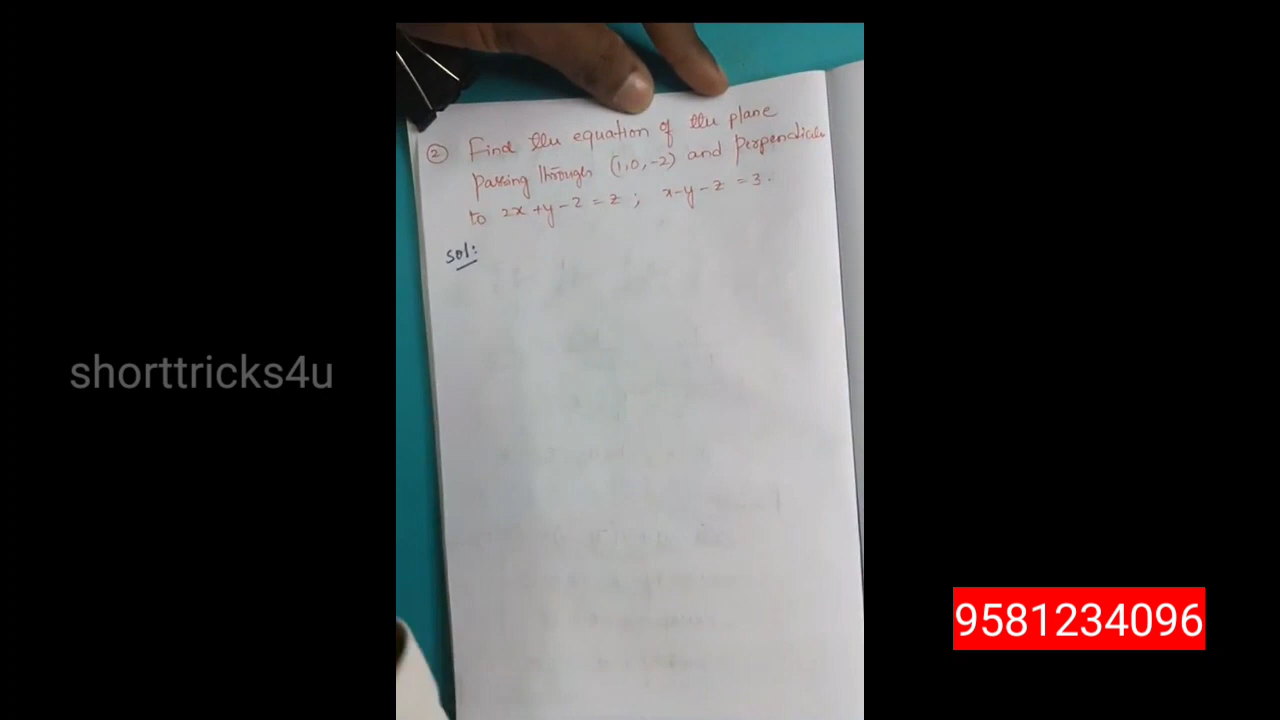 ② Find the equation of the plane
passing through (1,0,-2) and perpendicular
to 2x+y-2=z; x-y-z=3.
Sol:
shorttricks4u
9581234096